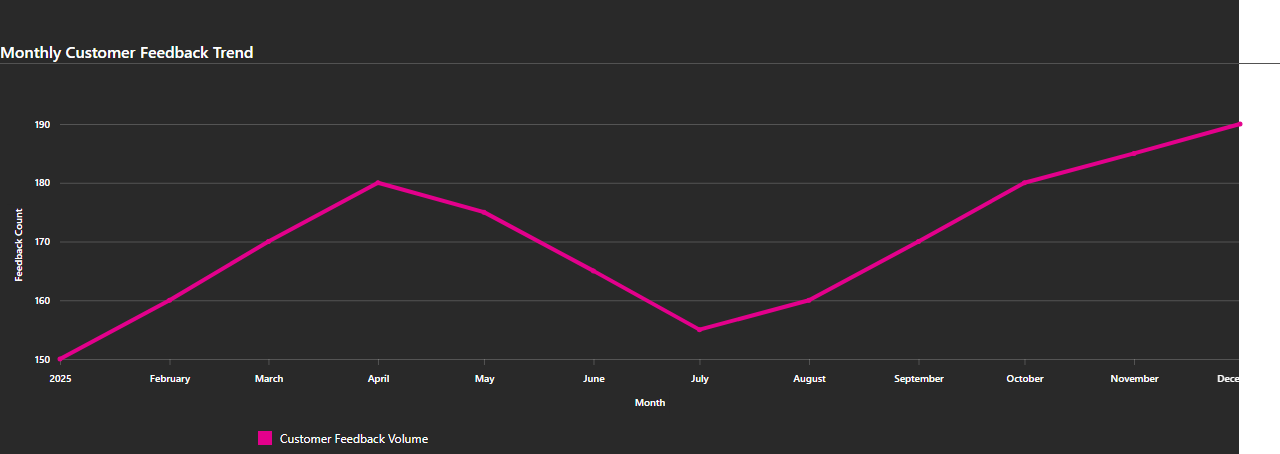 Monthly Customer Feedback Trend
190
180
170
160
150
Feedback Count
2025 February March April May June July August September October November Dece
Month
Customer Feedback Volume